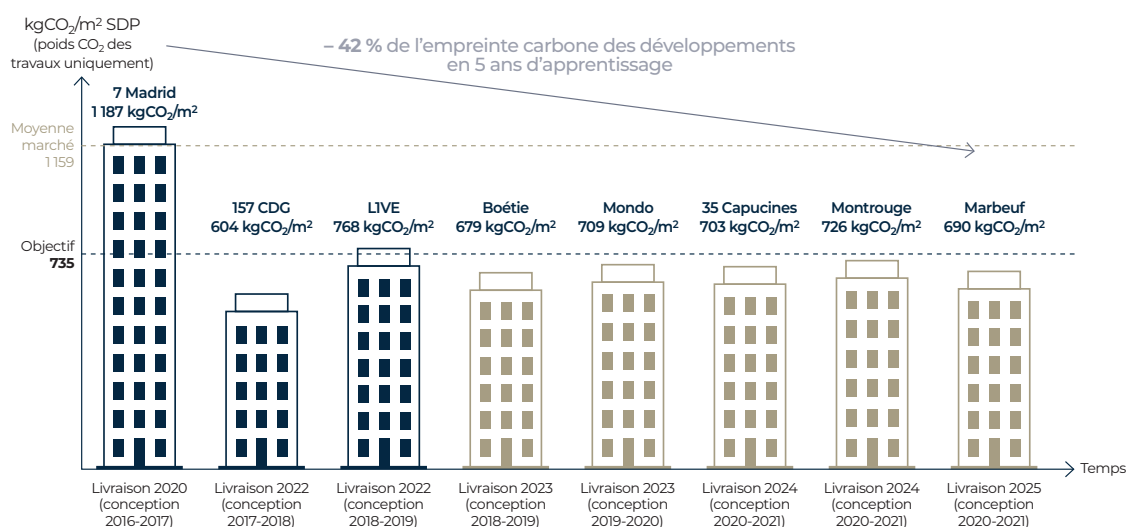 kgCO₂/m² SDP
(poids CO₂ des
travaux uniquement)
– 42 % de l’empreinte carbone des développements
en 5 ans d’apprentissage
7 Madrid
1 187 kgCO₂/m²
Moyenne
marché
1 159
157 CDG
604 kgCO₂/m²
L1VE
768 kgCO₂/m²
Boétie
679 kgCO₂/m²
Mondo
709 kgCO₂/m²
35 Capucines
703 kgCO₂/m²
Montrouge
726 kgCO₂/m²
Marbeuf
690 kgCO₂/m²
Objectif
735
Temps
Livraison 2020
(conception
2016-2017)
Livraison 2022
(conception
2017-2018)
Livraison 2022
(conception
2018-2019)
Livraison 2023
(conception
2018-2019)
Livraison 2023
(conception
2019-2020)
Livraison 2024
(conception
2020-2021)
Livraison 2024
(conception
2020-2021)
Livraison 2025
(conception
2020-2021)